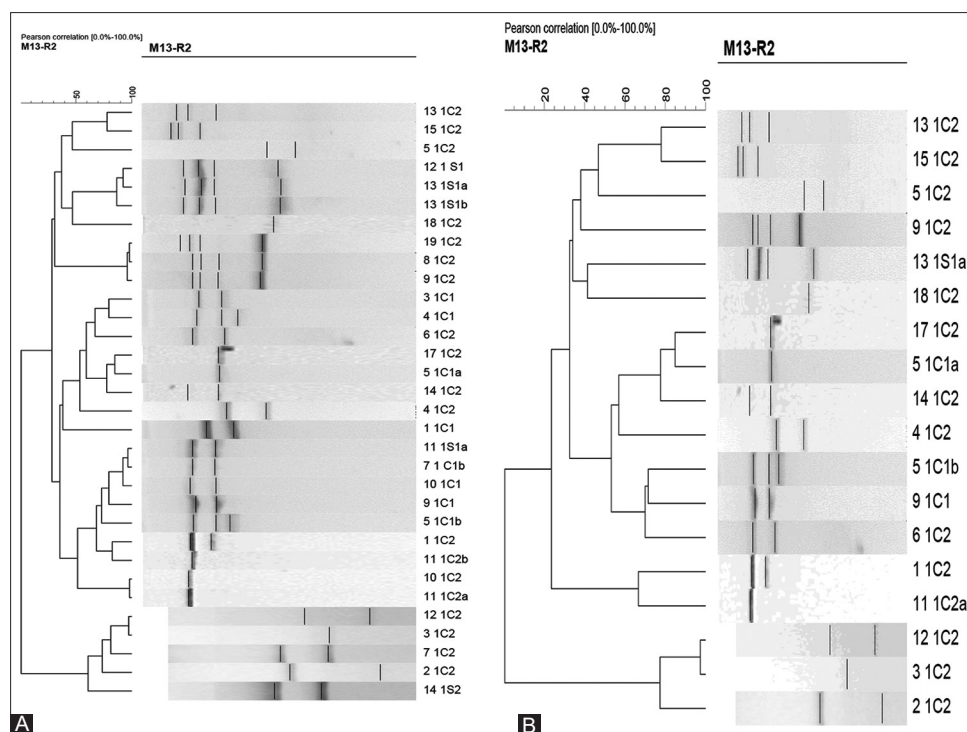 Pearson correlation [0.0%-100.0%]
M13-R2
M13-R2
50
100
13 1C2
15 1C2
5 1C2
12 1 S1
13 1S1a
13 1S1b
18 1C2
19 1C2
8 1C2
9 1C2
3 1C1
4 1C1
6 1C2
17 1C2
5 1C1a
14 1C2
4 1C2
1 1C1
11 1S1a
7 1 C1b
10 1C1
9 1C1
5 1C1b
1 1C2
11 1C2b
10 1C2
11 1C2a
12 1C2
3 1C2
7 1C2
2 1C2
14 1S2
A
Pearson correlation [0.0%-100.0%]
M13-R2
M13-R2
20
40
60
80
100
13 1C2
15 1C2
5 1C2
9 1C2
13 1S1a
18 1C2
17 1C2
5 1C1a
14 1C2
4 1C2
5 1C1b
9 1C1
6 1C2
1 1C2
11 1C2a
12 1C2
3 1C2
2 1C2
B